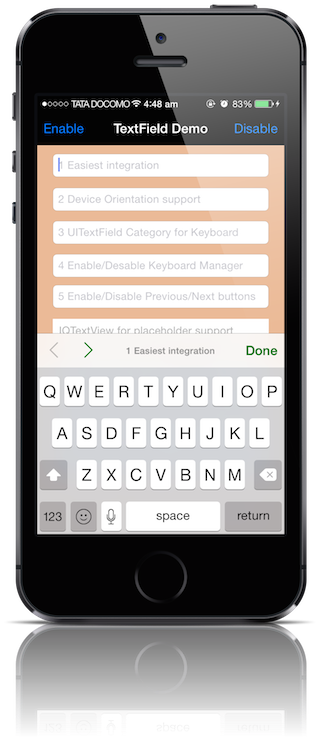 TATA DOCOMO 4:48 am 83%
Enable TextField Demo Disable
1 Easiest integration
2 Device Orientation support
3 UITextField Category for Keyboard
4 Enable/Desable Keyboard Manager
5 Enable/Disable Previous/Next buttons
IQTextView for placeholder support
1 Easiest integration Done
Q W E R T Y U I O P
A S D F G H J K L
Z X C V B N M
123 space return